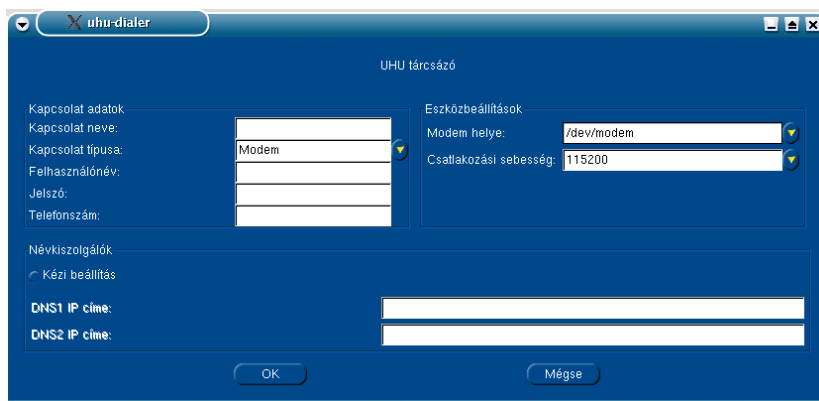 uhu-dialer
UHU tárcsázó
Kapcsolat adatok
Kapcsolat neve:
Kapcsolat típusa: Modem
Felhasználónév:
Jelszó:
Telefonszám:
Eszközbeállítások
Modem helye: /dev/modem
Csatlakozási sebesség: 115200
Névkiszolgálók
Kézi beállítás
DNS1 IP címe:
DNS2 IP címe:
OK Mégse